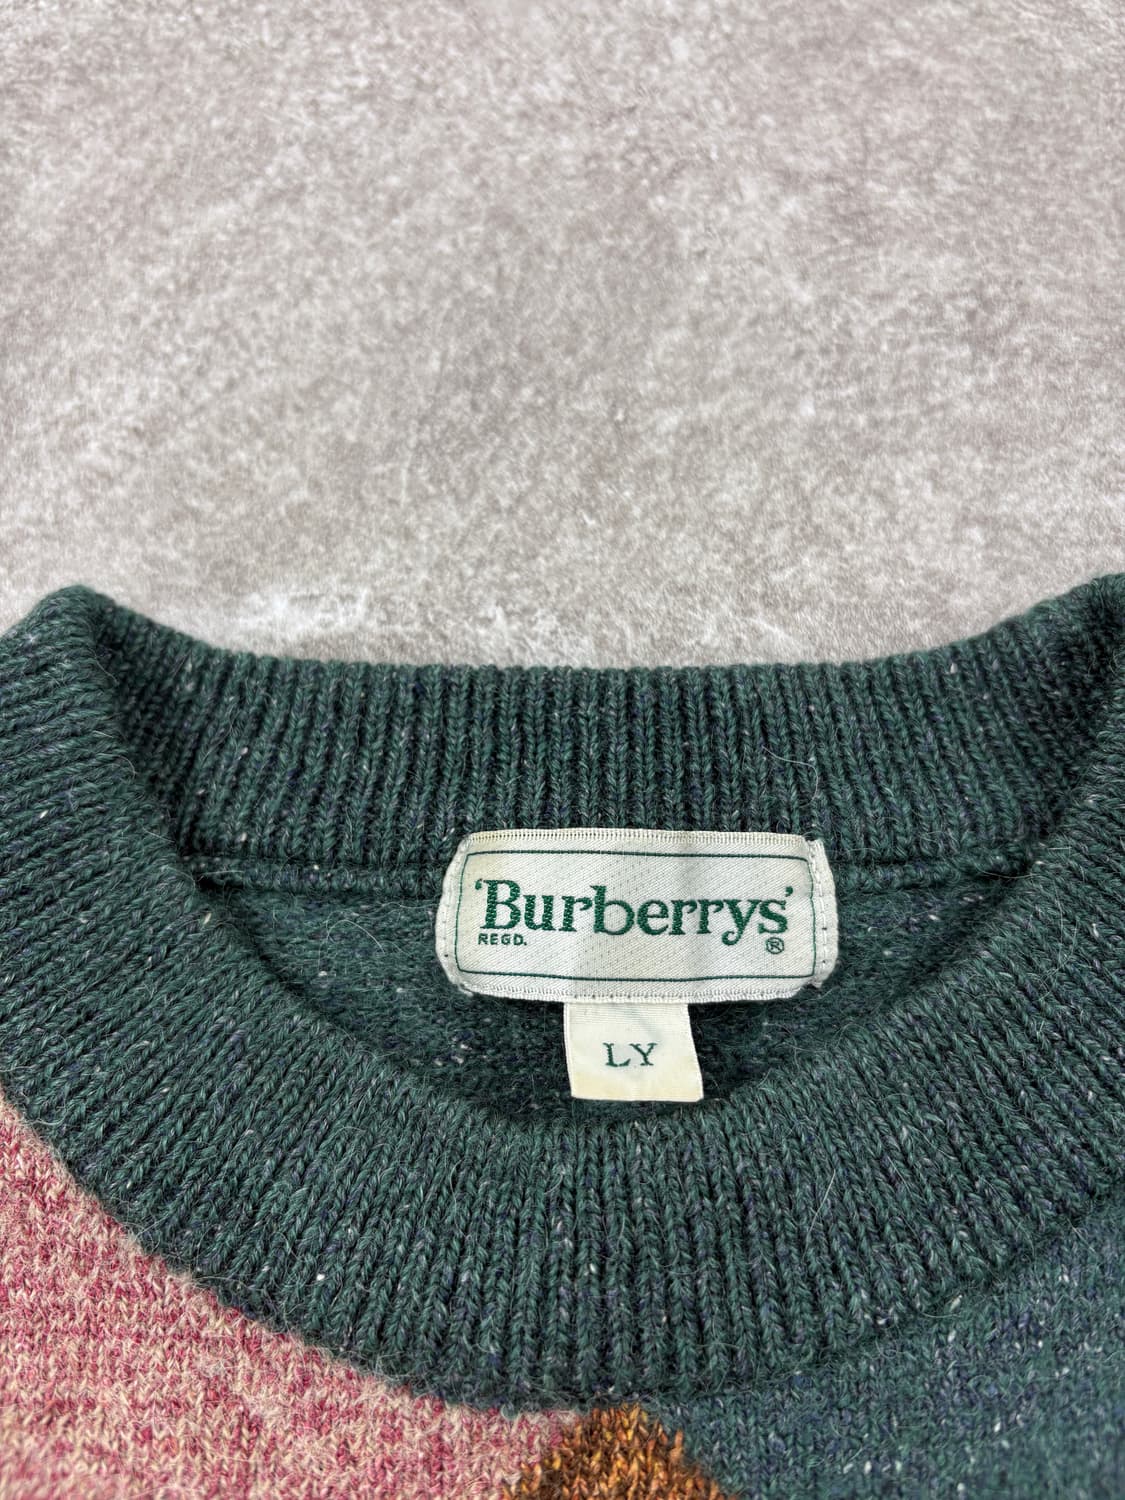 'Burberrys'
REGD. ®
LY